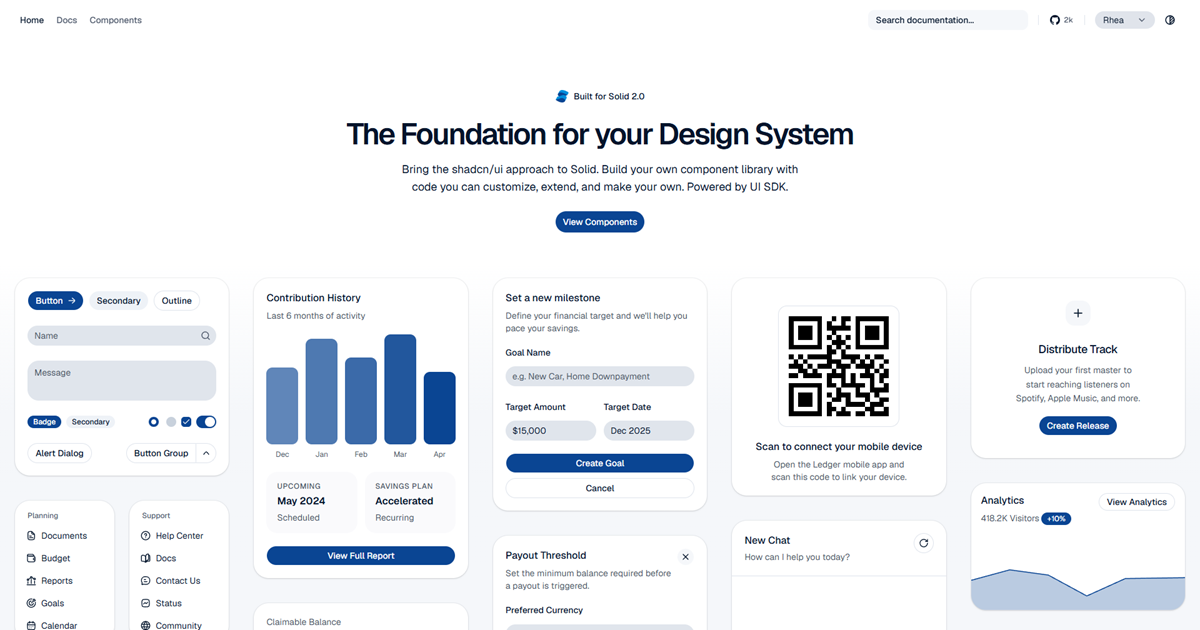 Home Docs Components
Search documentation...
2k
Rhea
Built for Solid 2.0
The Foundation for your Design System
Bring the shadcn/ui approach to Solid. Build your own component library with
code you can customize, extend, and make your own. Powered by UI SDK.
View Components
Button → Secondary Outline
Name
Message
Badge Secondary
Alert Dialog Button Group
Planning
Documents
Budget
Reports
Goals
Calendar
Support
Help Center
Docs
Contact Us
Status
Community
Contribution History
Last 6 months of activity
Dec Jan Feb Mar Apr
UPCOMING
May 2024
Scheduled
SAVINGS PLAN
Accelerated
Recurring
View Full Report
Claimable Balance
Set a new milestone
Define your financial target and we'll help you
pace your savings.
Goal Name
e.g. New Car, Home Downpayment
Target Amount Target Date
$15,000 Dec 2025
Create Goal
Cancel
Payout Threshold
Set the minimum balance required before
a payout is triggered.
Preferred Currency
Scan to connect your mobile device
Open the Ledger mobile app and
scan this code to link your device.
New Chat
How can I help you today?
Distribute Track
Upload your first master to
start reaching listeners on
Spotify, Apple Music, and more.
Create Release
Analytics
418.2K Visitors +10%
View Analytics